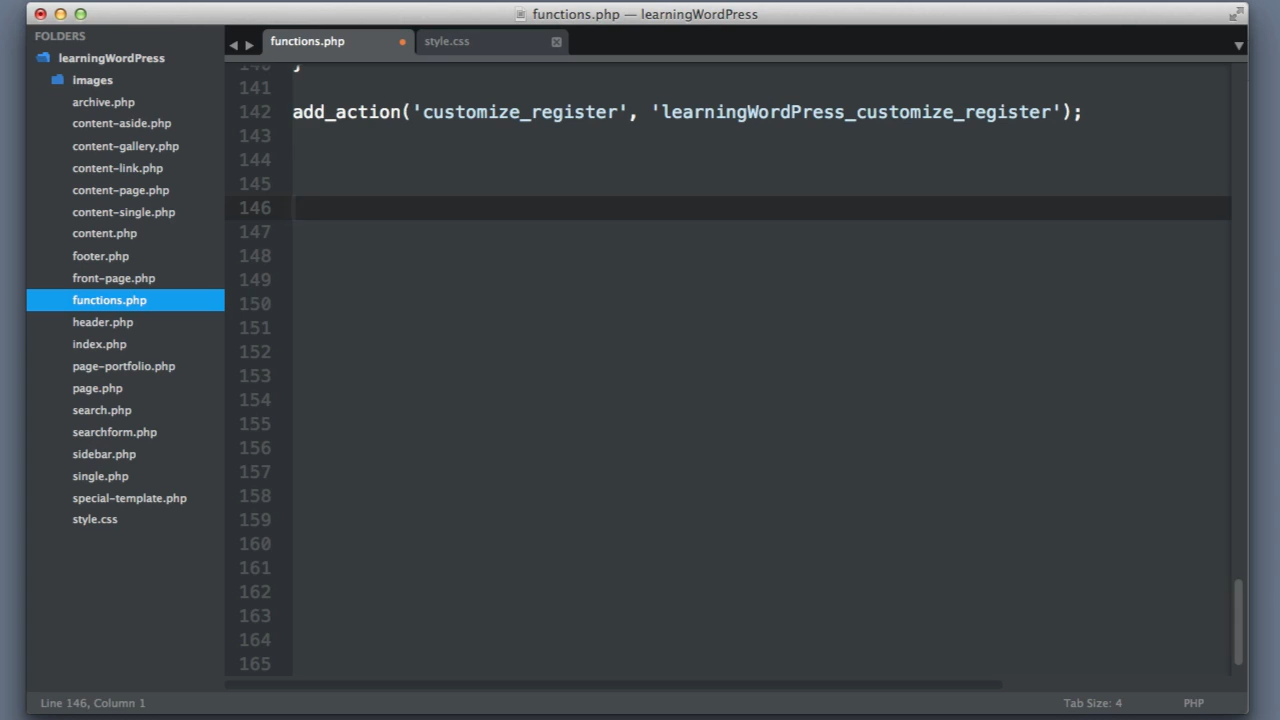 functions.php — learningWordPress
FOLDERS
learningWordPress
images
archive.php
content-aside.php
content-gallery.php
content-link.php
content-page.php
content-single.php
content.php
footer.php
front-page.php
functions.php
header.php
index.php
page-portfolio.php
page.php
search.php
searchform.php
sidebar.php
single.php
special-template.php
style.css
functions.php
style.css
140 }
141
142 add_action('customize_register', 'learningWordPress_customize_register');
143
144
145
146
147
148
149
150
151
152
153
154
155
156
157
158
159
160
161
162
163
164
165
Line 146, Column 1
Tab Size: 4
PHP